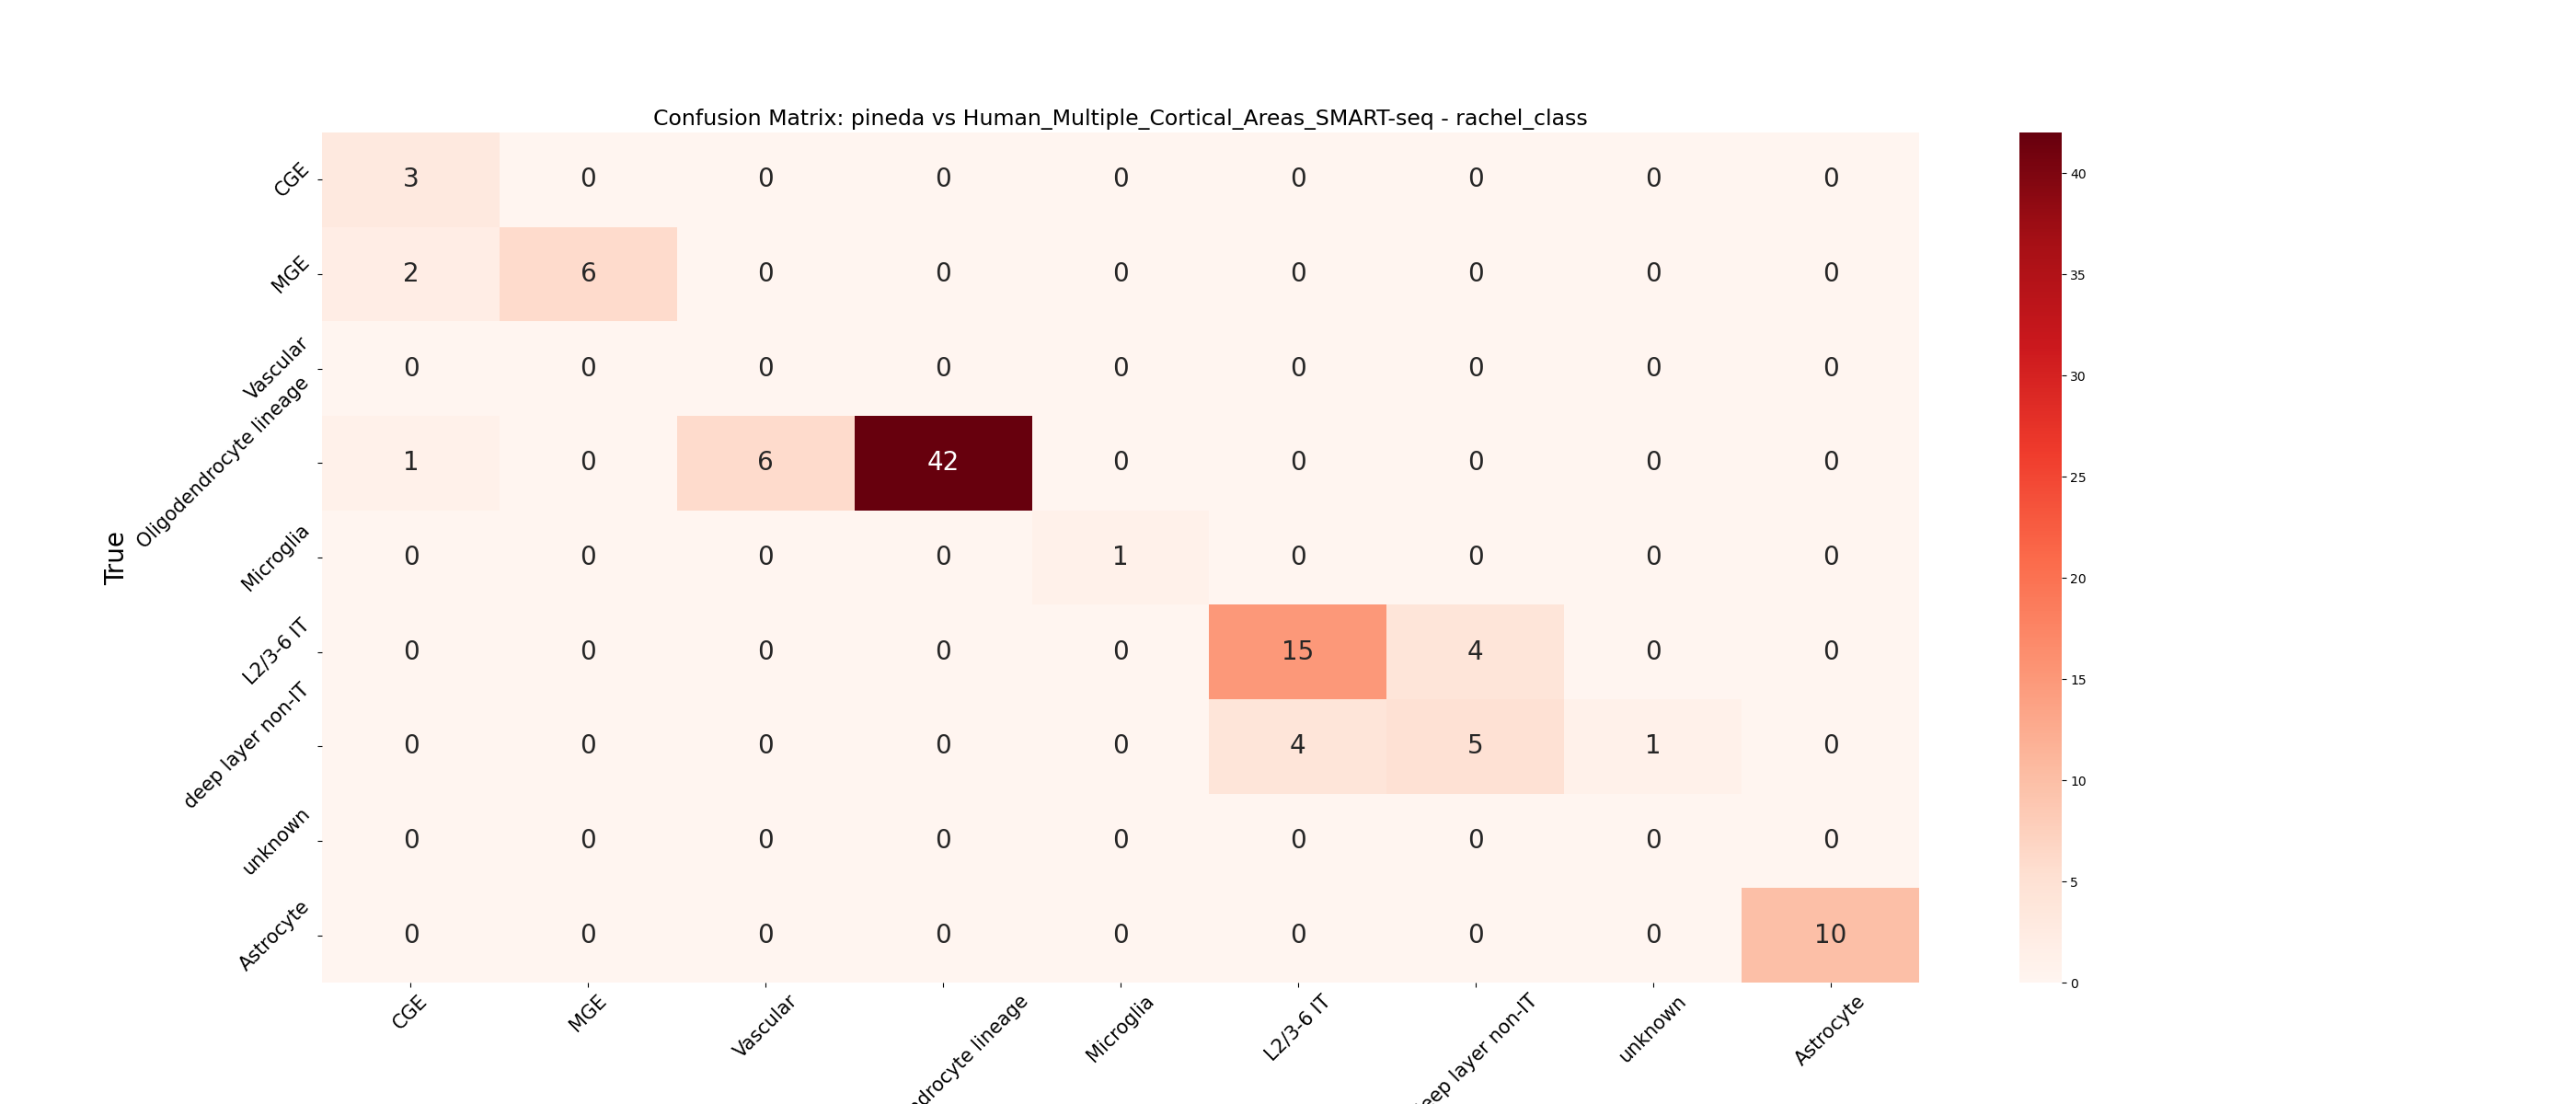 Confusion Matrix: pineda vs Human_Multiple_Cortical_Areas_SMART-seq - rachel_class
True
CGE 3 0 0 0 0 0 0 0 0
MGE 2 6 0 0 0 0 0 0 0
Vascular 0 0 0 0 0 0 0 0 0
Oligodendrocyte lineage 1 0 6 42 0 0 0 0 0
Microglia 0 0 0 0 1 0 0 0 0
L2/3-6 IT 0 0 0 0 0 15 4 0 0
deep layer non-IT 0 0 0 0 0 4 5 1 0
unknown 0 0 0 0 0 0 0 0 0
Astrocyte 0 0 0 0 0 0 0 0 10
CGE
MGE
Vascular
ndrocyte lineage
Microglia
L2/3-6 IT
eep layer non-IT
unknown
Astrocyte
40
35
30
25
20
15
10
5
0